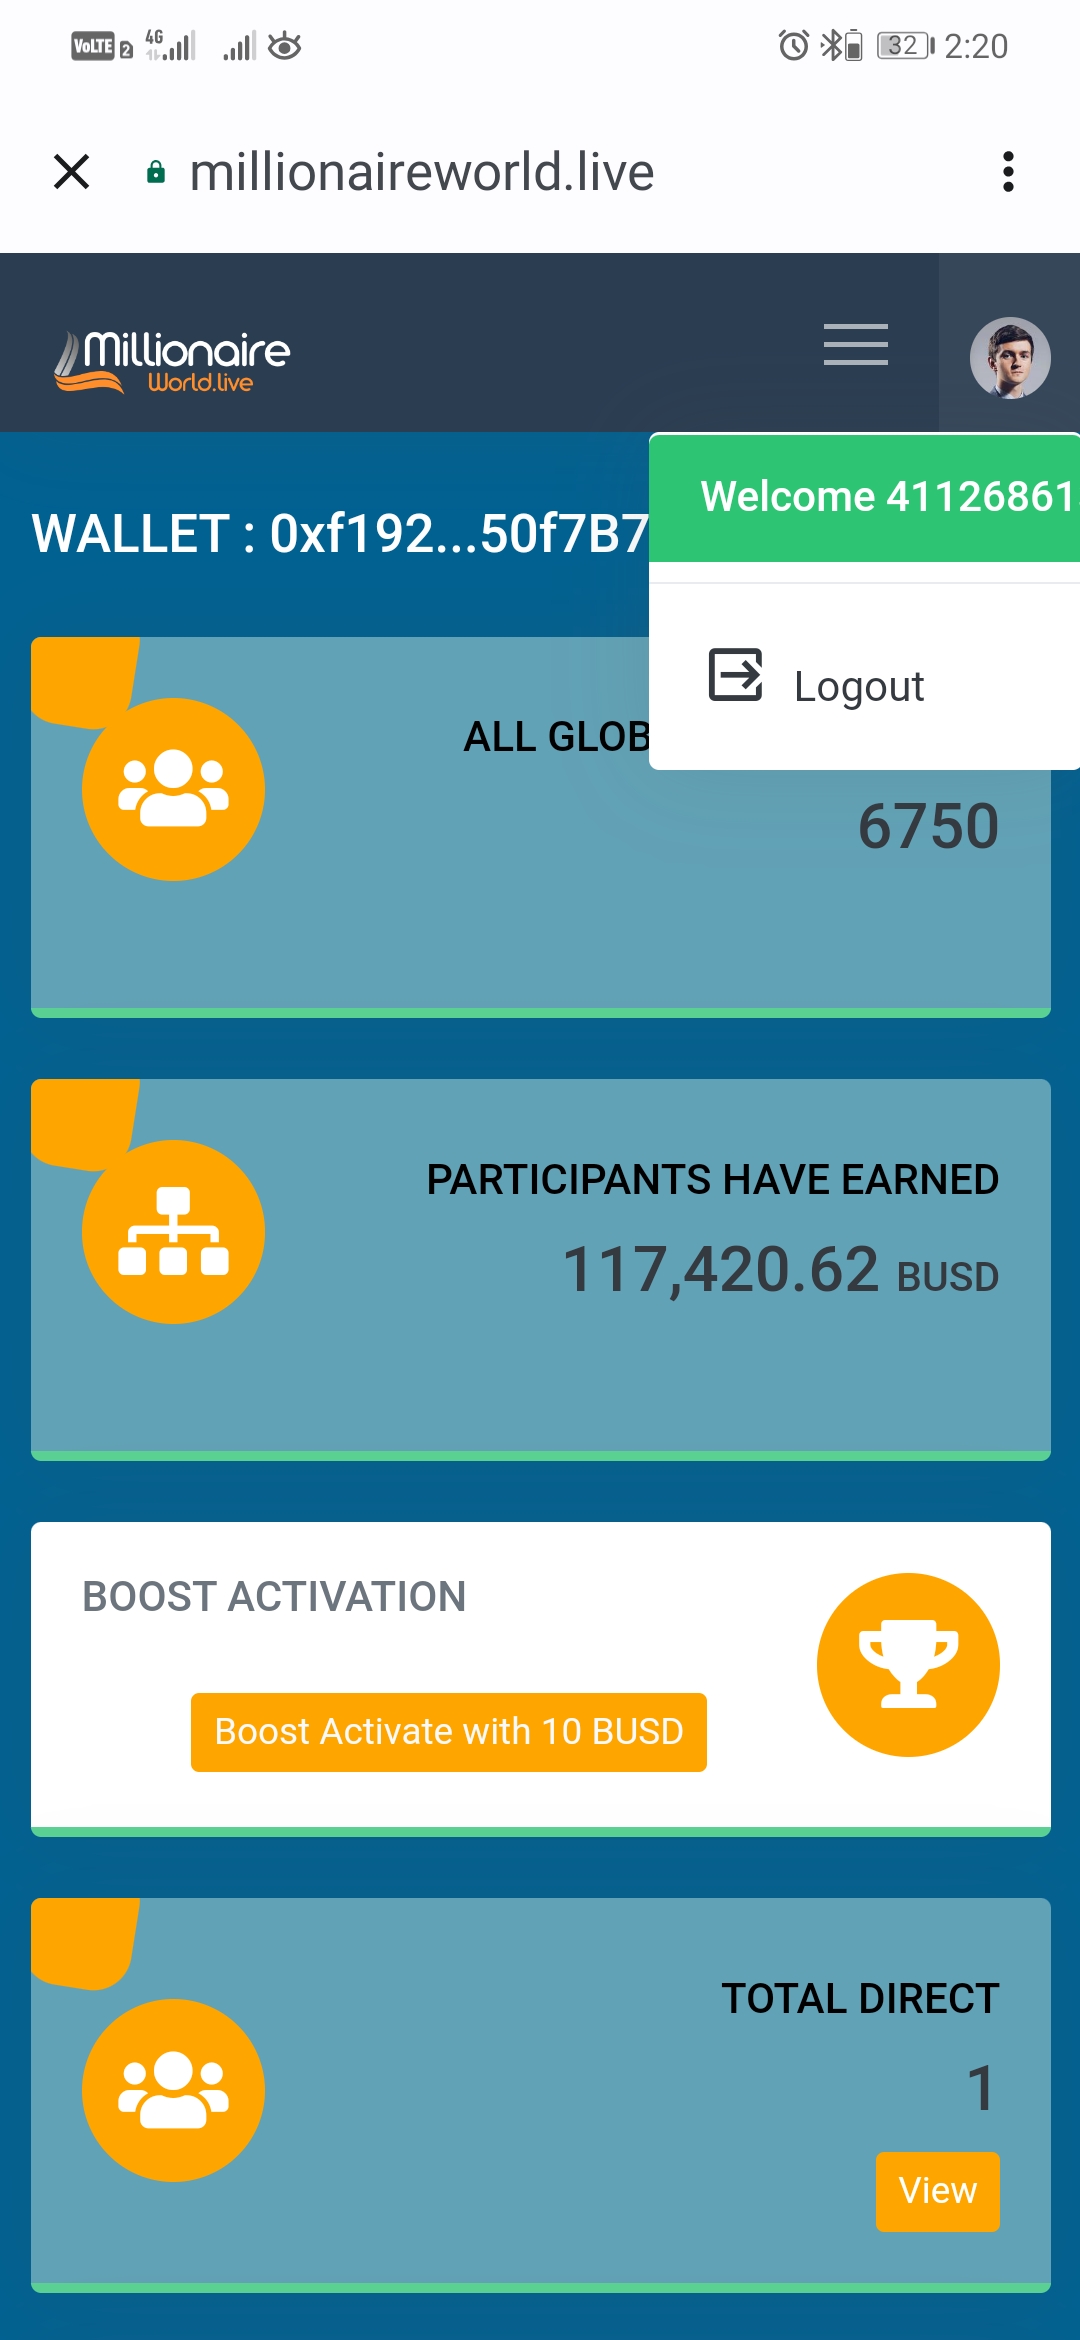 VoLTE 2 4G 32 2:20
millionaireworld.live
Millionaire
World.live
Welcome 41126861
WALLET : 0xf192...50f7B7
Logout
ALL GLOB
6750
PARTICIPANTS HAVE EARNED
117,420.62 BUSD
BOOST ACTIVATION
Boost Activate with 10 BUSD
TOTAL DIRECT
1
View